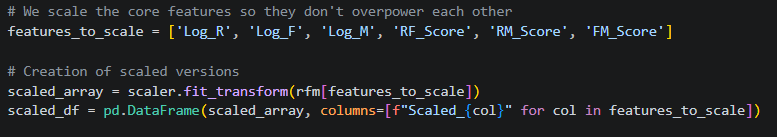 # We scale the core features so they don't overpower each other
features_to_scale = ['Log_R', 'Log_F', 'Log_M', 'RF_Score', 'RM_Score', 'FM_Score']
# Creation of scaled versions
scaled_array = scaler.fit_transform(rfm[features_to_scale])
scaled_df = pd.DataFrame(scaled_array, columns=[f"Scaled_{col}" for col in features_to_scale])